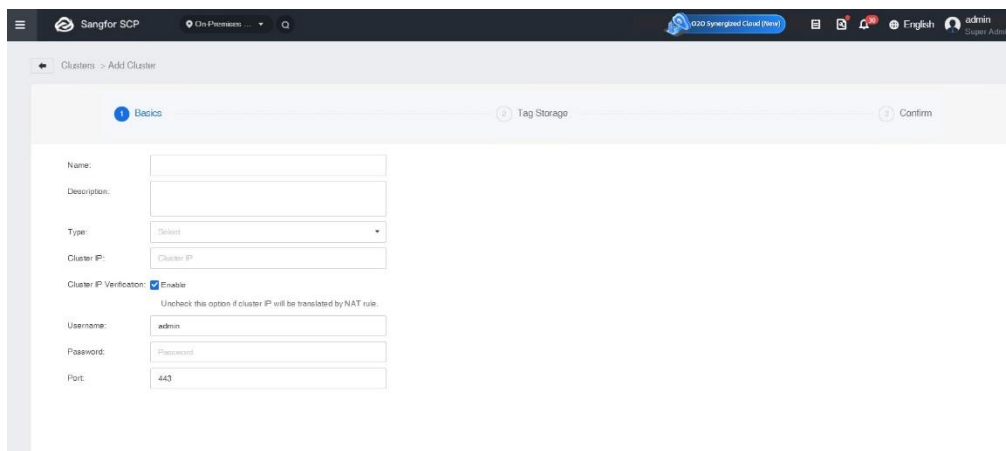 Sangfor SCP On-Premises ... O2O Synergized Cloud (New) 30 English admin
Super Admi
Clusters > Add Cluster
1 Basics 2 Tag Storage 3 Confirm
Name:
Description:
Type: Select
Cluster IP: Cluster IP
Cluster IP Verification: Enable
Uncheck this option if cluster IP will be translated by NAT rule.
Username: admin
Password: Password
Port: 443